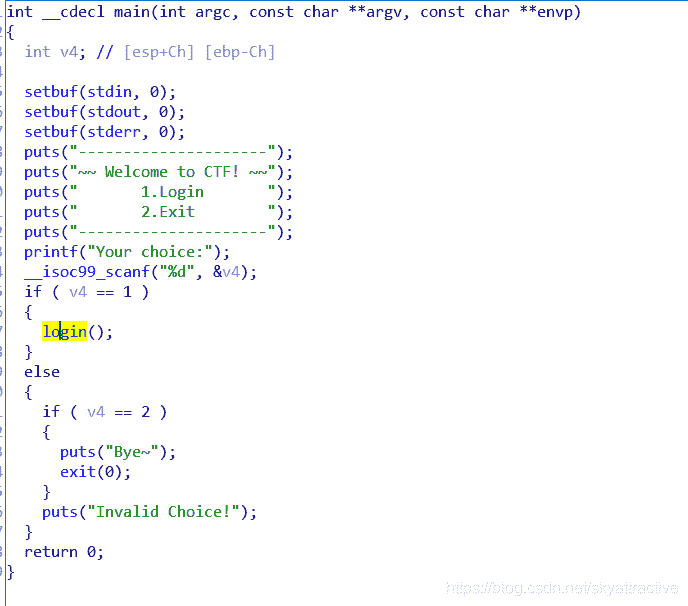 int __cdecl main(int argc, const char **argv, const char **envp)
{
  int v4; // [esp+Ch] [ebp-Ch]

  setbuf(stdin, 0);
  setbuf(stdout, 0);
  setbuf(stderr, 0);
  puts("---------------------");
  puts("~~ Welcome to CTF! ~~");
  puts("       1.Login       ");
  puts("       2.Exit        ");
  puts("---------------------");
  printf("Your choice:");
  __isoc99_scanf("%d", &v4);
  if ( v4 == 1 )
  {
    login();
  }
  else
  {
    if ( v4 == 2 )
    {
      puts("Bye~");
      exit(0);
    }
    puts("Invalid Choice!");
  }
  return 0;
}
https://blog.csdn.net/skyattractive